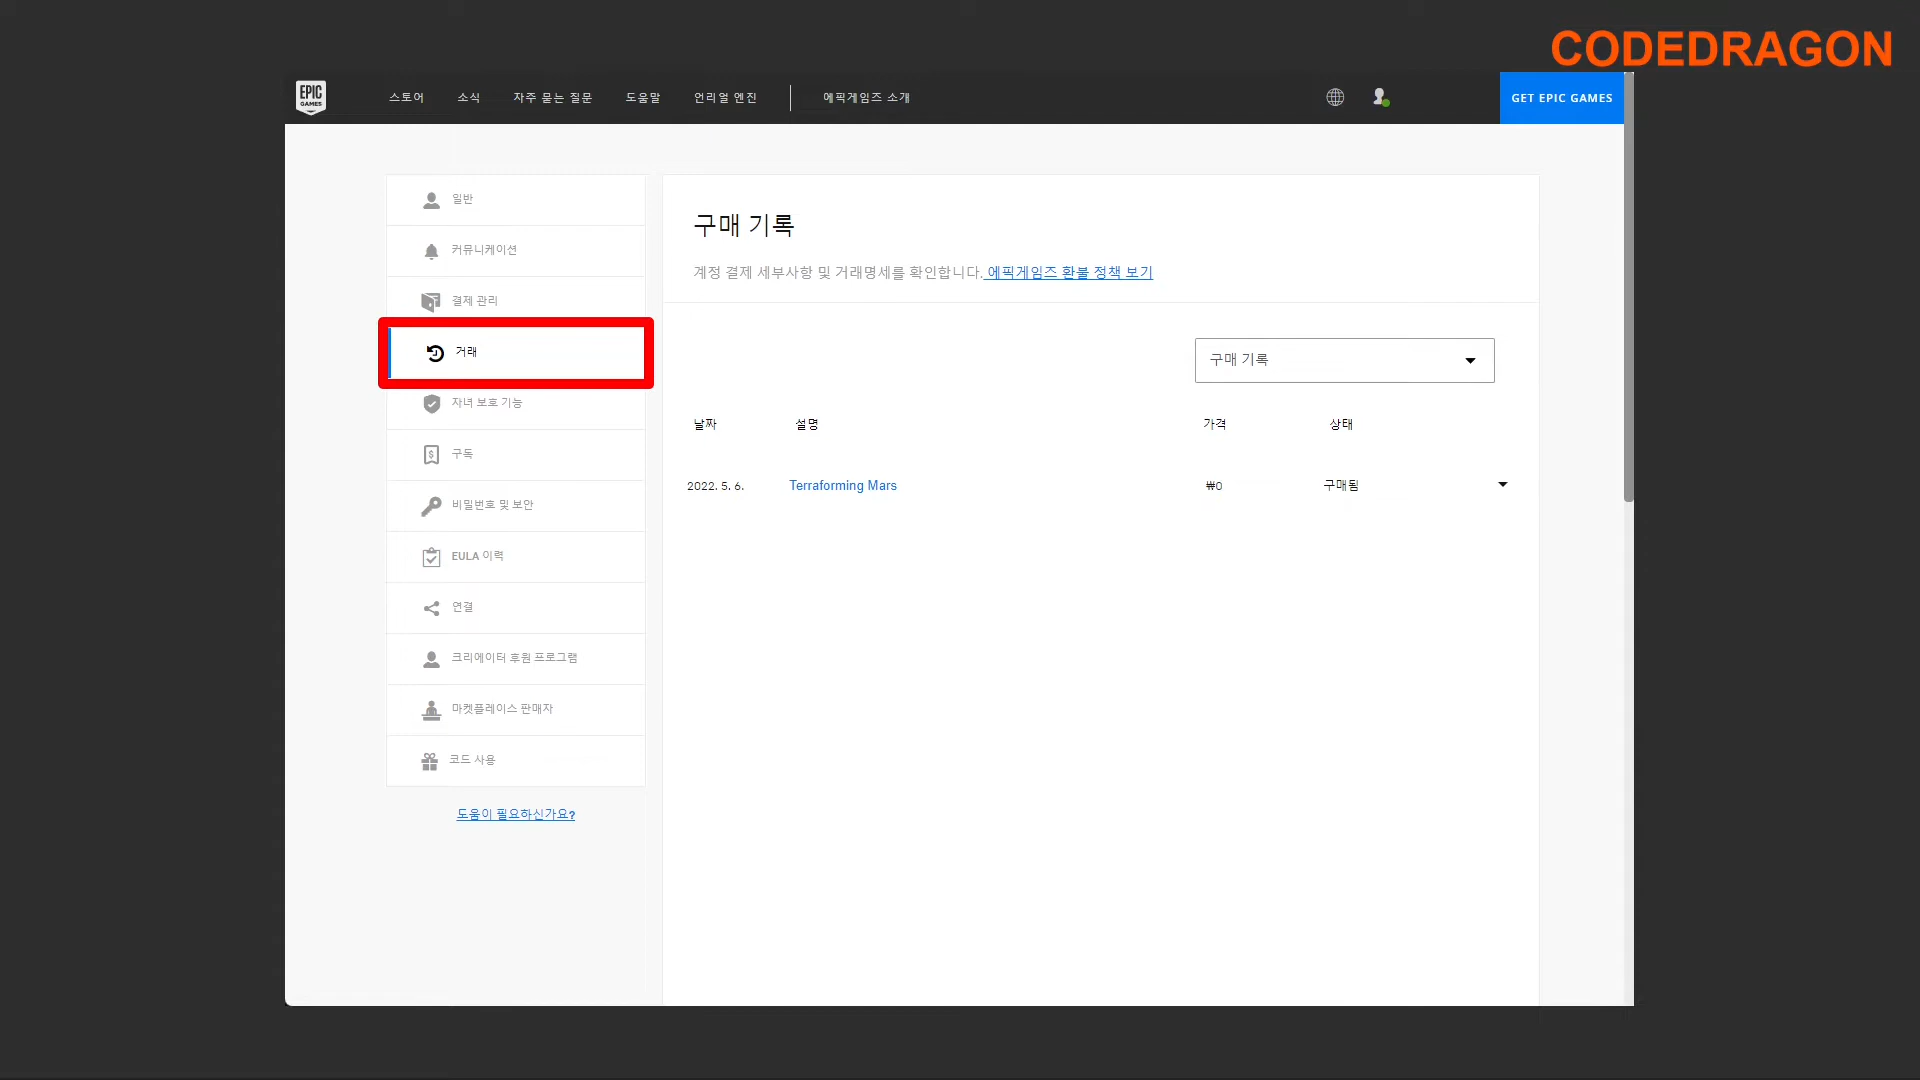 CODEDRAGON
EPIC
GAMES
스토어 소식 자주 묻는 질문 도움말 언리얼 엔진 에픽게임즈 소개
GET EPIC GAMES
일반
커뮤니케이션
결제 관리
거래
자녀 보호 기능
구독
비밀번호 및 보안
EULA 이력
연결
크리에이터 후원 프로그램
마켓플레이스 판매자
코드 사용
도움이 필요하신가요?
구매 기록
계정 결제 세부사항 및 거래명세를 확인합니다. 에픽게임즈 환불 정책 보기
구매 기록
날짜 설명 가격 상태
2022. 5. 6. Terraforming Mars ₩0 구매됨